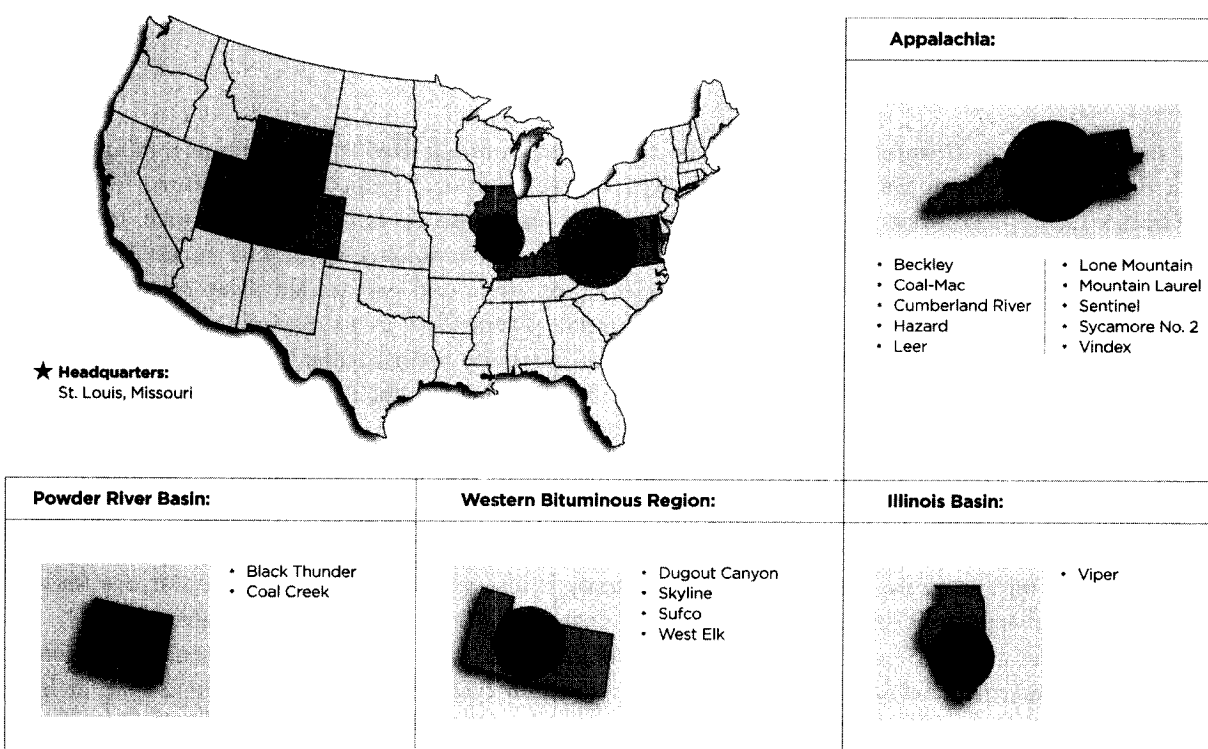 Appalachia:
• Beckley
• Coal-Mac
• Cumberland River
• Hazard
• Leer
• Lone Mountain
• Mountain Laurel
• Sentinel
• Sycamore No. 2
• Vindex
★ Headquarters:
St. Louis, Missouri
Powder River Basin:
• Black Thunder
• Coal Creek
Western Bituminous Region:
• Dugout Canyon
• Skyline
• Sufco
• West Elk
Illinois Basin:
• Viper